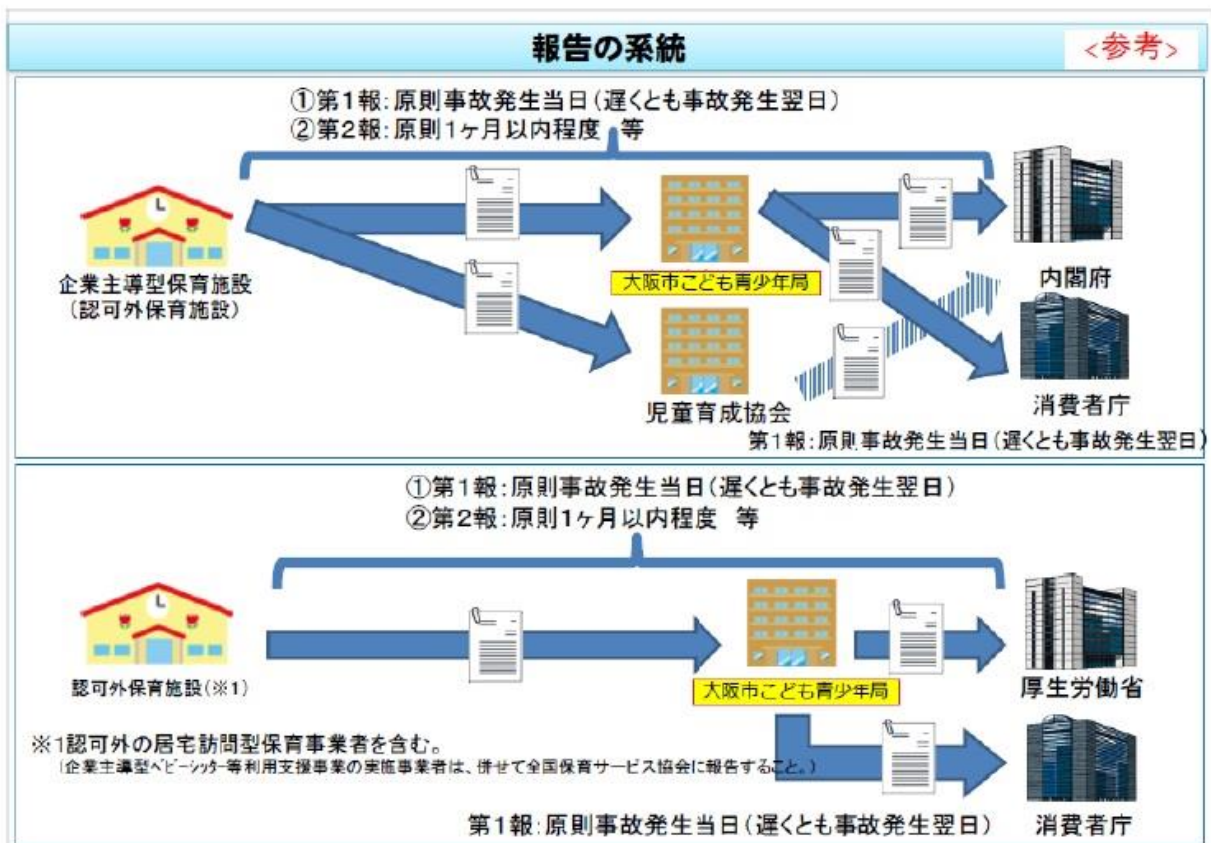 報告の系統
<参考>
①第1報:原則事故発生当日(遅くとも事故発生翌日)
②第2報:原則1ヶ月以内程度 等
企業主導型保育施設
(認可外保育施設)
大阪市こども青少年局
内閣府
児童育成協会
消費者庁
第1報:原則事故発生当日(遅くとも事故発生翌日)
①第1報:原則事故発生当日(遅くとも事故発生翌日)
②第2報:原則1ヶ月以内程度 等
認可外保育施設(※1)
大阪市こども青少年局
厚生労働省
※1認可外の居宅訪問型保育事業者を含む。
(企業主導型ベビーシッター等利用支援事業の実施事業者は、併せて全国保育サービス協会に報告すること。)
第1報:原則事故発生当日(遅くとも事故発生翌日)
消費者庁